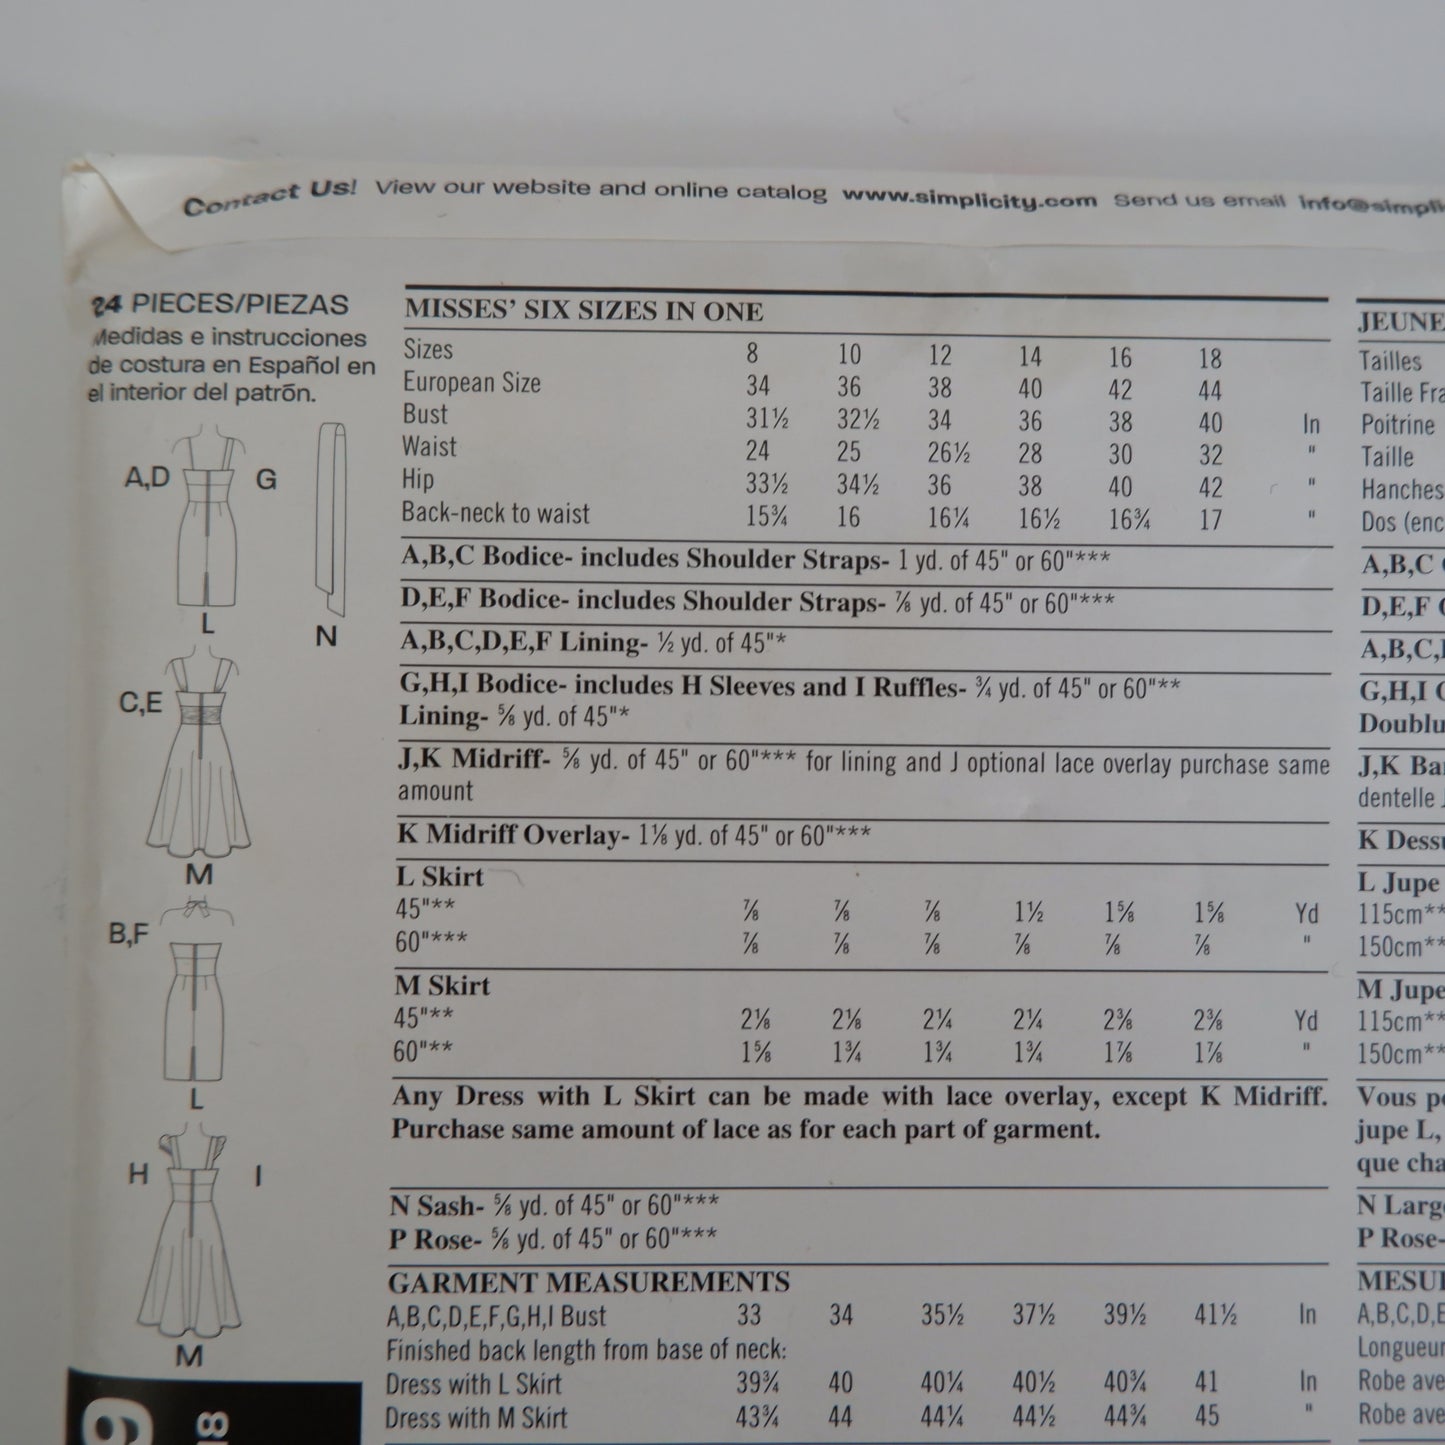 Contact Us! View our website and online catalog www.simplicity.com Send us email info@simpli
24 PIECES/PIEZAS
Medidas e instrucciones
de costura en Español en
el interior del patrōn.
A,D
G
L
N
C,E
M
B,F
L
H
I
M
9
8
MISSES' SIX SIZES IN ONE
Sizes 8 10 12 14 16 18
European Size 34 36 38 40 42 44
Bust 31½ 32½ 34 36 38 40 In
Waist 24 25 26½ 28 30 32 "
Hip 33½ 34½ 36 38 40 42 "
Back-neck to waist 15¾ 16 16¼ 16½ 16¾ 17 "
A,B,C Bodice- includes Shoulder Straps- 1 yd. of 45" or 60"***
D,E,F Bodice- includes Shoulder Straps- ⅞ yd. of 45" or 60"***
A,B,C,D,E,F Lining- ½ yd. of 45"*
G,H,I Bodice- includes H Sleeves and I Ruffles- ¾ yd. of 45" or 60"**
Lining- ⅝ yd. of 45"*
J,K Midriff- ⅝ yd. of 45" or 60"*** for lining and J optional lace overlay purchase same
amount
K Midriff Overlay- 1⅛ yd. of 45" or 60"***
L Skirt
45"** ⅞ ⅞ ⅞ 1½ 1⅝ 1⅝ Yd
60"*** ⅞ ⅞ ⅞ ⅞ ⅞ ⅞ "
M Skirt
45"** 2⅛ 2⅛ 2¼ 2¼ 2⅜ 2⅜ Yd
60"** 1⅝ 1¾ 1¾ 1¾ 1⅞ 1⅞ "
Any Dress with L Skirt can be made with lace overlay, except K Midriff.
Purchase same amount of lace as for each part of garment.
N Sash- ⅝ yd. of 45" or 60"***
P Rose- ⅝ yd. of 45" or 60"***
GARMENT MEASUREMENTS
A,B,C,D,E,F,G,H,I Bust 33 34 35½ 37½ 39½ 41½ In
Finished back length from base of neck:
Dress with L Skirt 39¾ 40 40¼ 40½ 40¾ 41 In
Dress with M Skirt 43¾ 44 44¼ 44½ 44¾ 45 "
JEUNE
Tailles
Taille Fra
Poitrine
Taille
Hanches
Dos (enc
A,B,C
D,E,F
A,B,C,
G,H,I
Doublu
J,K Ba
dentelle
K Dess
L Jupe
115cm**
150cm**
M Jupe
115cm**
150cm**
Vous p
jupe L,
que cha
N Larg
P Rose-
MESU
A,B,C,D,E
Longueur
Robe ave
Robe ave